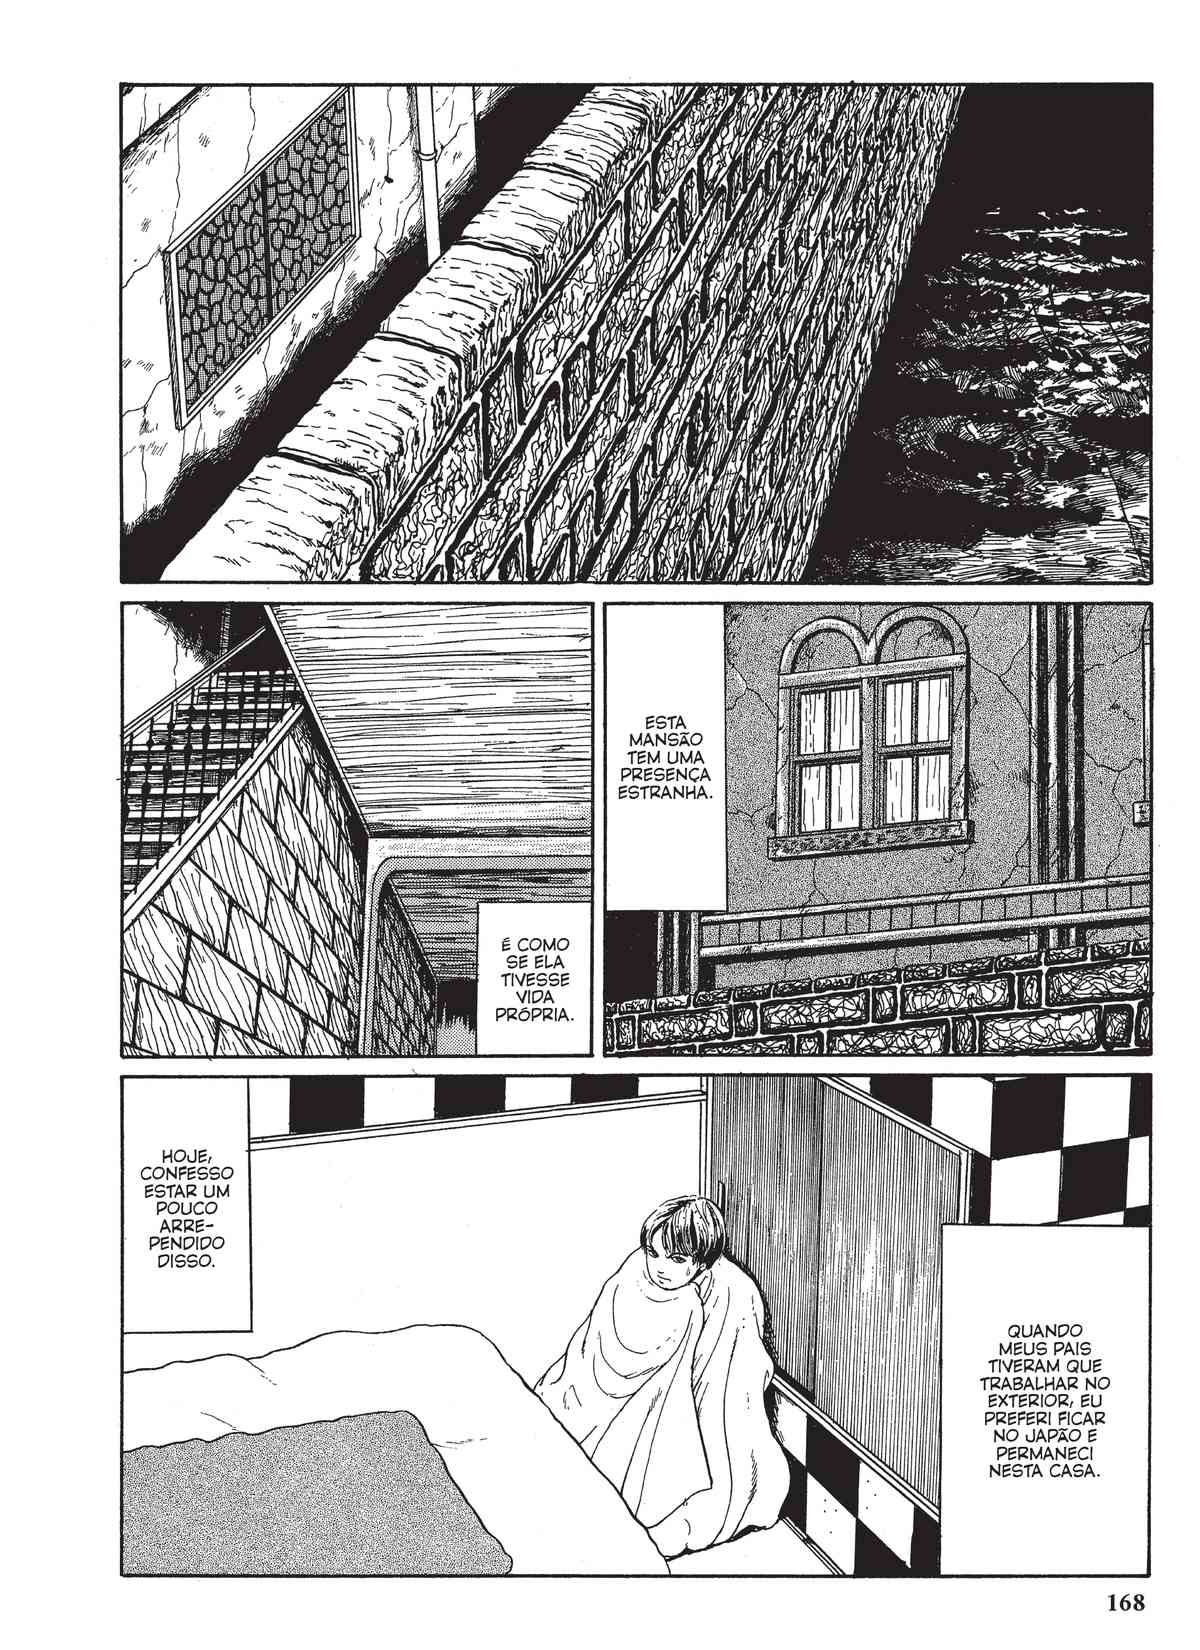 ESTA
MANSÃO
TEM UMA
PRESENÇA
ESTRANHA.
É COMO
SE ELA
TIVESSE
VIDA
PRÓPRIA.
QUANDO
MEUS PAIS
TIVERAM QUE
TRABALHAR NO
EXTERIOR, EU
PREFERI FICAR
NO JAPÃO E
PERMANECI
NESTA CASA.
HOJE,
CONFESSO
ESTAR UM
POUCO
ARRE-
PENDIDO
DISSO.
168